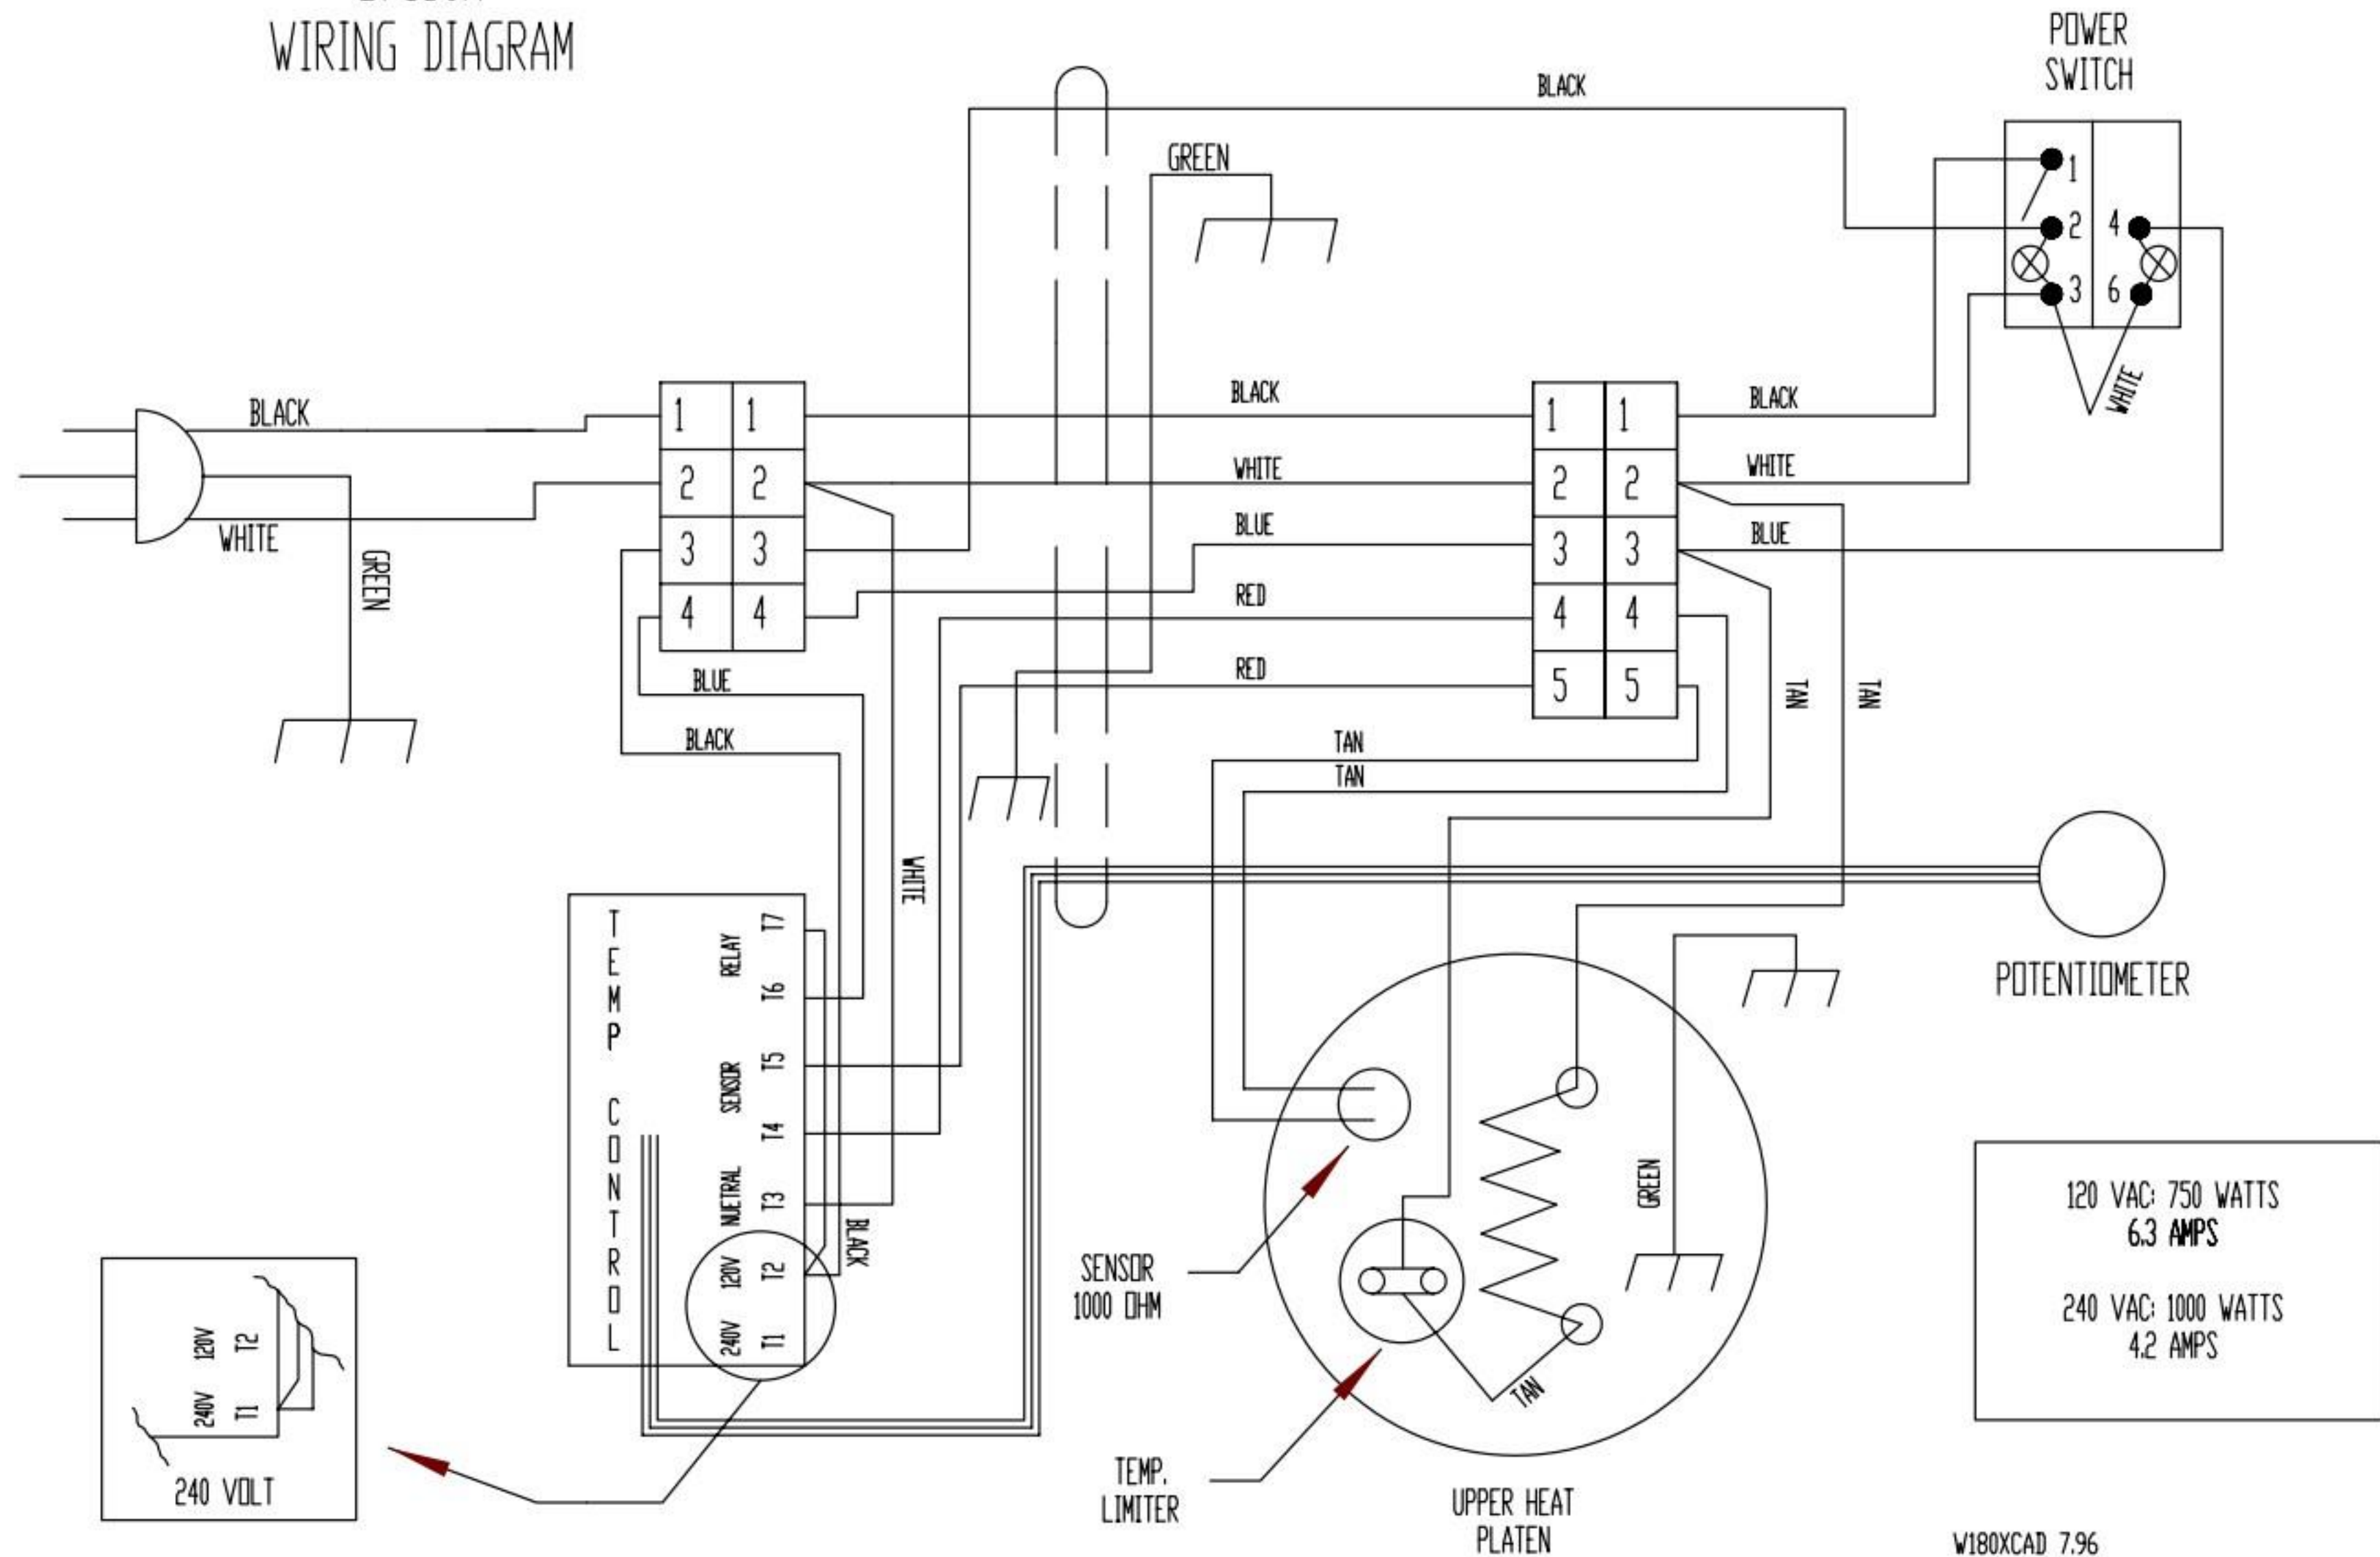 WIRING DIAGRAM
POWER
SWITCH
BLACK
GREEN
1
2 4
3 6
WHITE
BLACK
WHITE
GREEN
1 1
2 2
3 3
4 4
BLACK
WHITE
BLUE
RED
RED
1 1
2 2
3 3
4 4
5 5
BLACK
WHITE
BLUE
TAN
TAN
BLUE
BLACK
TAN
TAN
WHITE
TEMP CONTROL
RELAY
T7
T6
SENSOR
T5
T4
NUETRAL
T3
120V T2
240V T1
BLACK
POTENTIOMETER
GREEN
SENSOR
1000 OHM
TAN
TEMP.
LIMITER
UPPER HEAT
PLATEN
120V T2
240V T1
240 VOLT
120 VAC: 750 WATTS
6.3 AMPS
240 VAC: 1000 WATTS
4.2 AMPS
W180XCAD 7.96